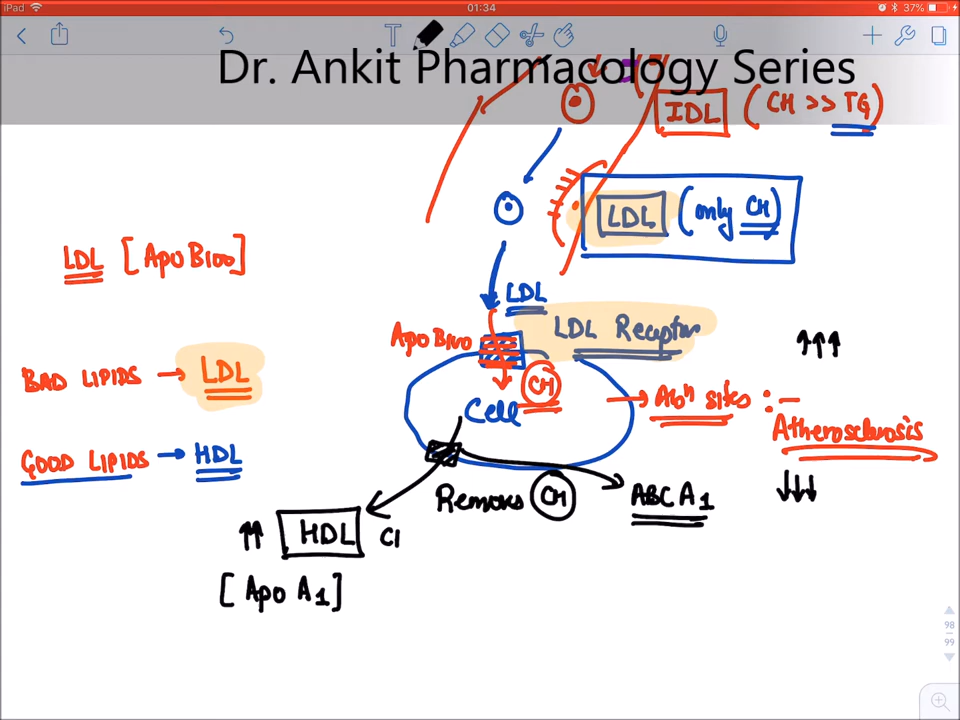 iPad 01:34 37%
T
Dr. Ankit Pharmacology Series
IDL (CH >> TG)
LDL (only CH)
LDL [Apo B100]
LDL
LDL Receptor
Apo B100
BAD LIPIDS → LDL
CH
Cell
→ Abn sites :-
Atherosclerosis
↑↑↑
↓↓↓
GOOD LIPIDS → HDL
Removes CH
ABC A1
↑↑ HDL CI
[Apo A1]
98
99